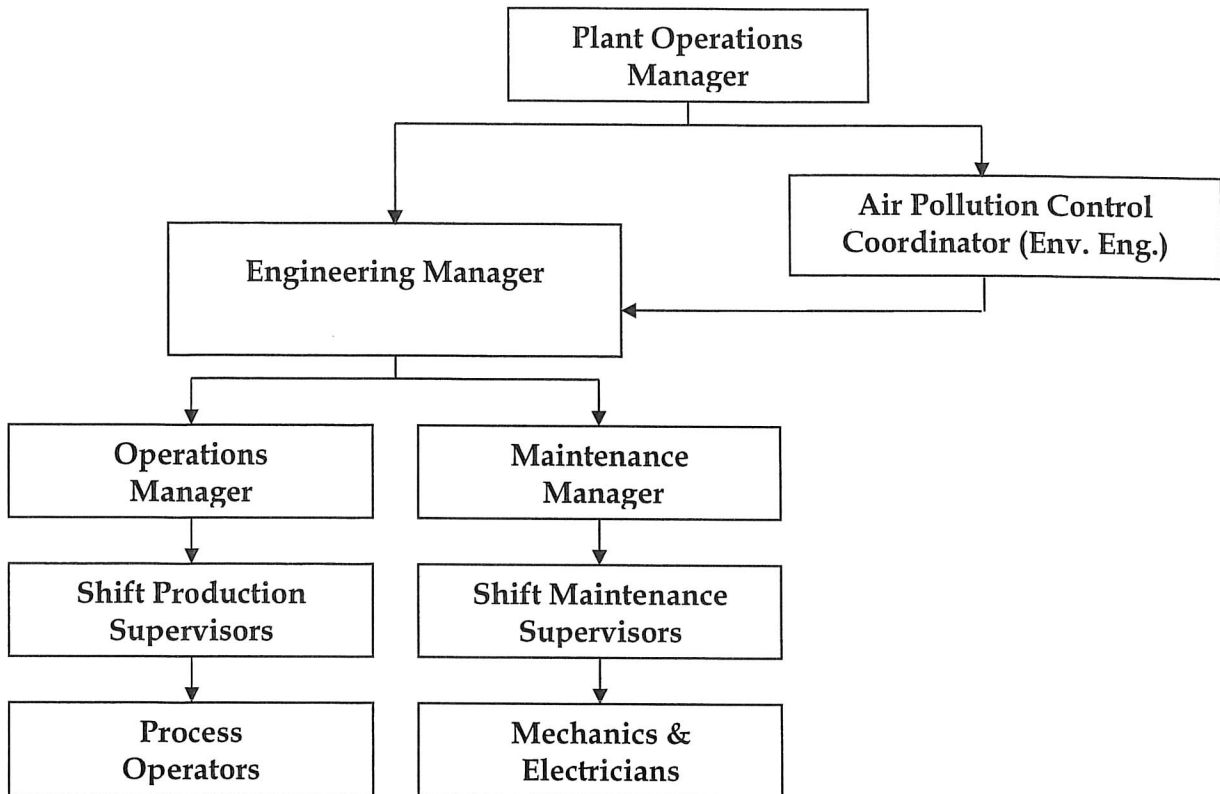 Plant Operations
Manager
Air Pollution Control
Coordinator (Env. Eng.)
Engineering Manager
Operations
Manager
Maintenance
Manager
Shift Production
Supervisors
Shift Maintenance
Supervisors
Process
Operators
Mechanics &
Electricians